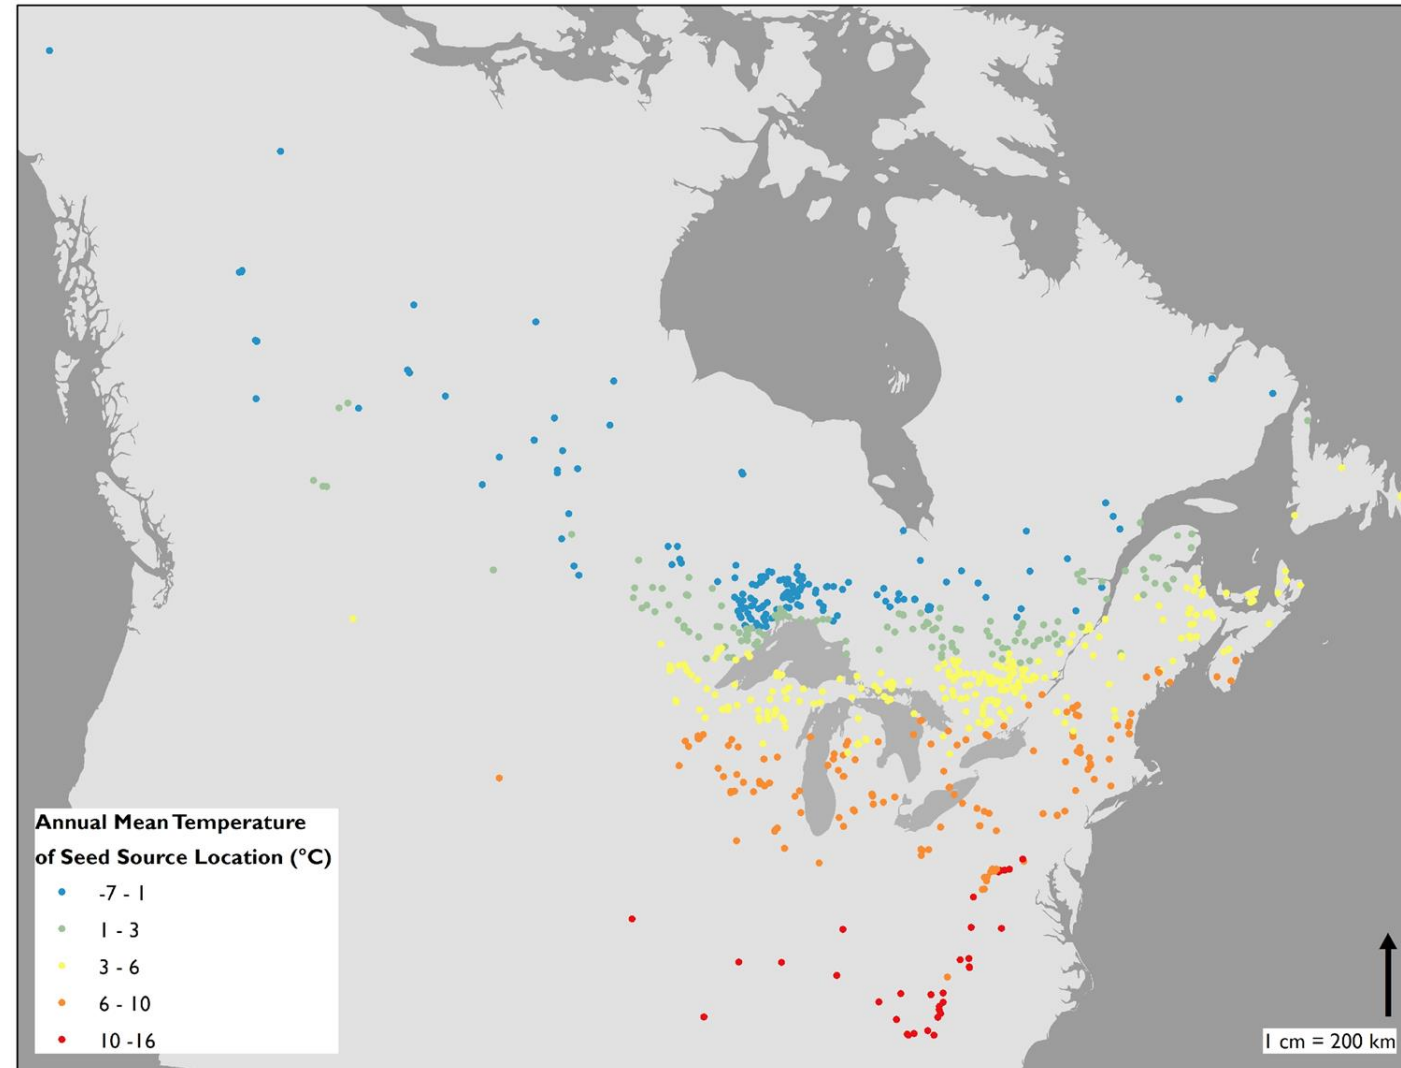 Annual Mean Temperature
of Seed Source Location (°C)
-7 - 1
1 - 3
3 - 6
6 - 10
10 -16
1 cm = 200 km